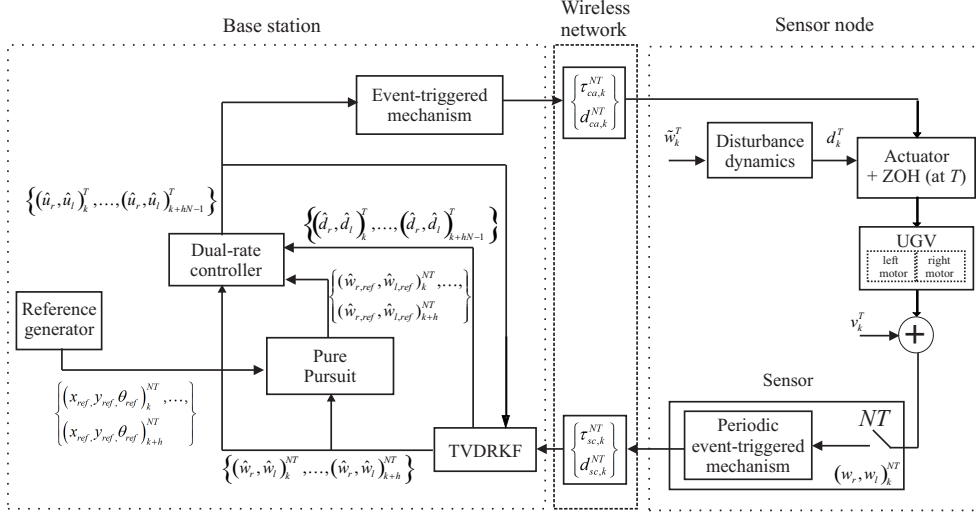 Base station
Wireless
network
Sensor node
Event-triggered
mechanism
{τ_{ca,k}^{NT}
d_{ca,k}^{NT}}
w̃_k^T
Disturbance
dynamics
d_k^T
Actuator
+ ZOH (at T)
{(û_r, û_l)_k^T,...,(û_r, û_l)_{k+hN-1}^T}
{(d̂_r, d̂_l)_k^T,...,(d̂_r, d̂_l)_{k+hN-1}^T}
Dual-rate
controller
UGV
left
motor
right
motor
{(ŵ_{r,ref}, ŵ_{l,ref})_k^{NT},...,
(ŵ_{r,ref}, ŵ_{l,ref})_{k+h}^{NT}}
Reference
generator
v_k^T
+
Pure
Pursuit
{(x_{ref}, y_{ref}, θ_{ref})_k^{NT},...,
(x_{ref}, y_{ref}, θ_{ref})_{k+h}^{NT}}
Sensor
Periodic
event-triggered
mechanism
NT
(w_r, w_l)_k^{NT}
TVDRKF
{τ_{sc,k}^{NT}
d_{sc,k}^{NT}}
{(ŵ_r, ŵ_l)_k^{NT},...,(ŵ_r, ŵ_l)_{k+h}^{NT}}